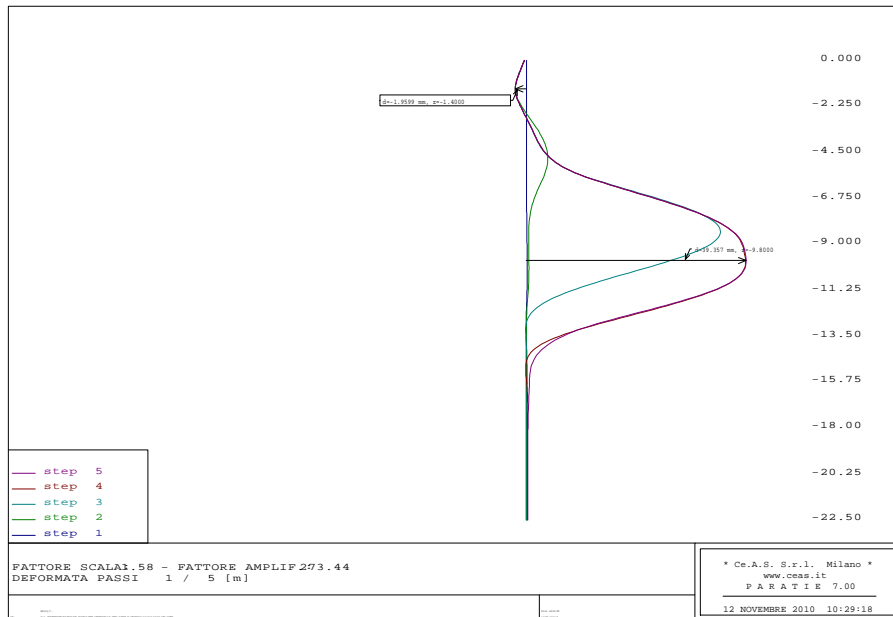 0.000
d=-1.9599 mm, z=-1.4000
-2.250
-4.500
-6.750
-9.000
d=39.357 mm, z=-9.8000
-11.25
-13.50
-15.75
-18.00
-20.25
-22.50
step 5
step 4
step 3
step 2
step 1
FATTORE SCALA - FATTORE AMPLIF. 273.44
DEFORMATA PASSI 1 / 5 [m]
* Ce.A.S. S.r.l. Milano *
www.ceas.it
P A R A T I E 7.00
12 NOVEMBRE 2010 10:29:18